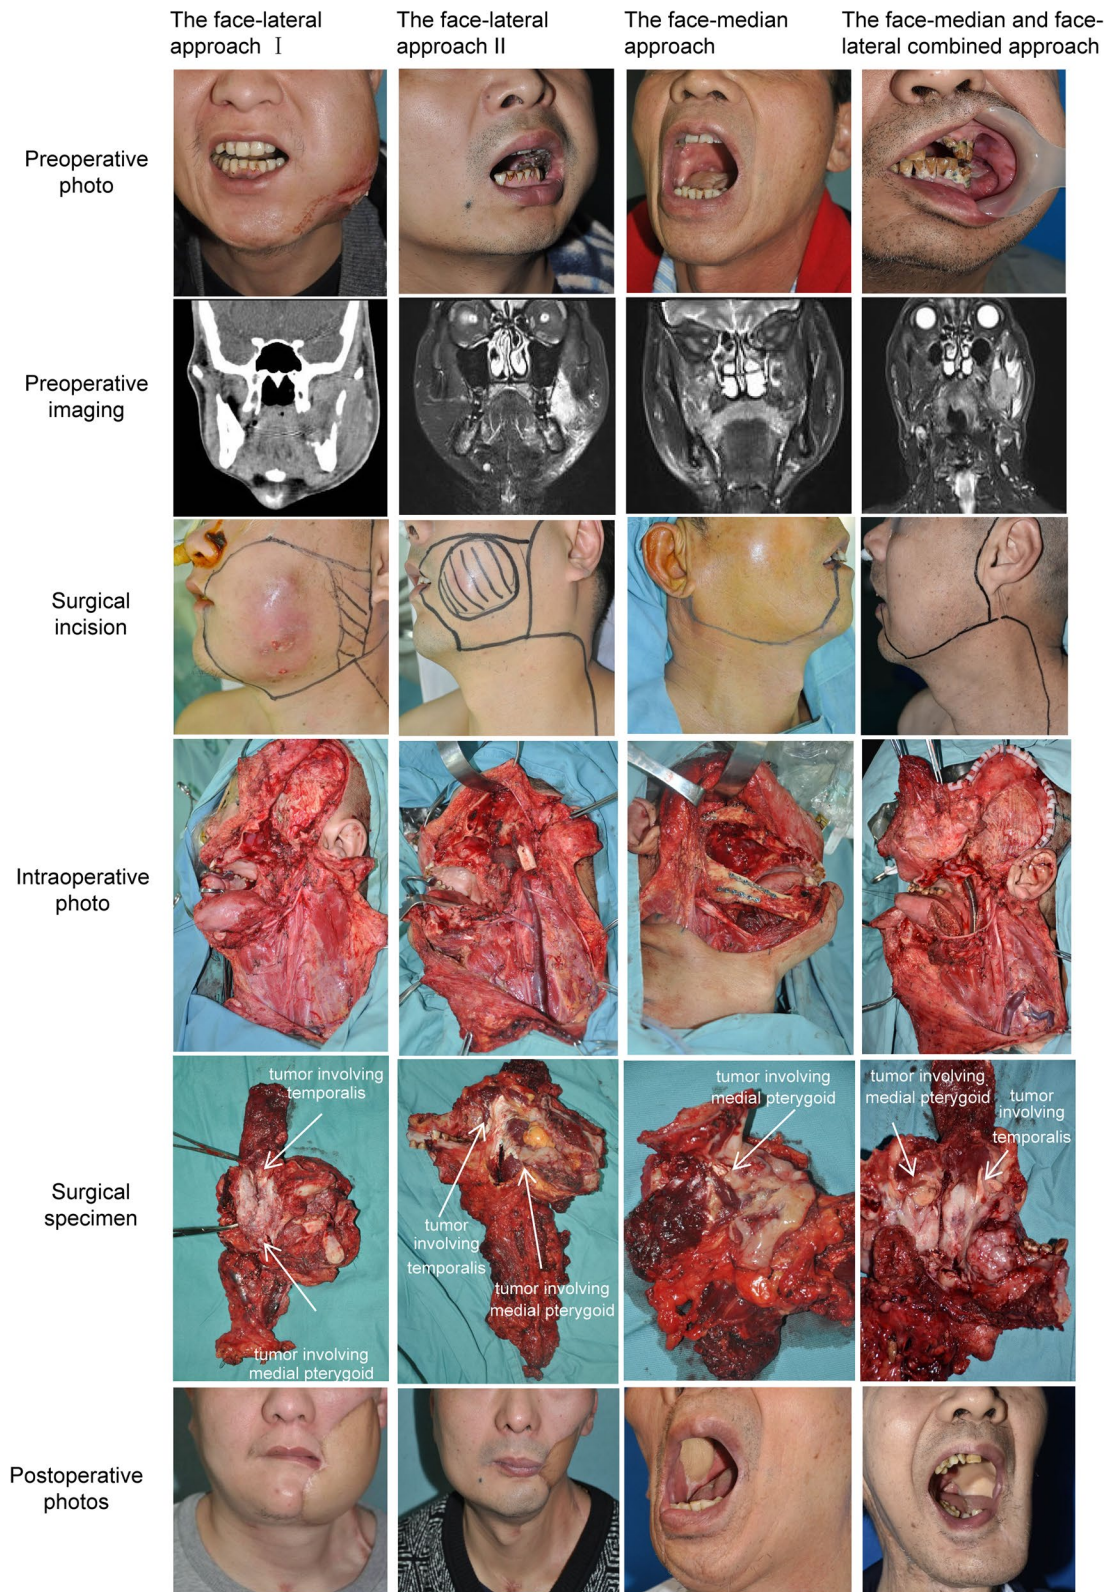 The face-lateral
approach I
The face-lateral
approach II
The face-median
approach
The face-median and face-
lateral combined approach
Preoperative
photo
Preoperative
imaging
Surgical
incision
Intraoperative
photo
Surgical
specimen
tumor involving
temporalis
tumor involving
medial pterygoid
tumor
involving
temporalis
tumor involving
medial pterygoid
tumor involving
medial pterygoid
tumor involving
medial pterygoid
tumor
involving
temporalis
Postoperative
photos